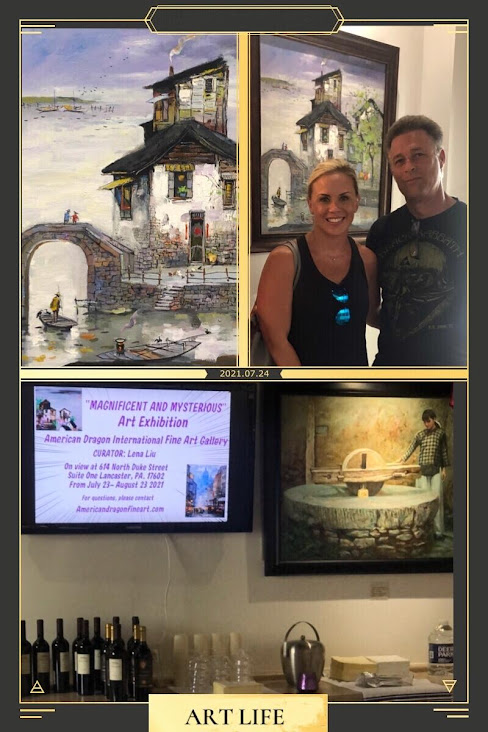 2021.07.24
"MAGNIFICENT AND MYSTERIOUS"
Art Exhibition
American Dragon International Fine Art Gallery
CURATOR: Lena Liu
On view at 614 North Duke Street
Suite One Lancaster, PA. 17602
From July 23- August 23 2021
For questions, please contact
Americandragonfineart.com
DEER
PARK
ART LIFE